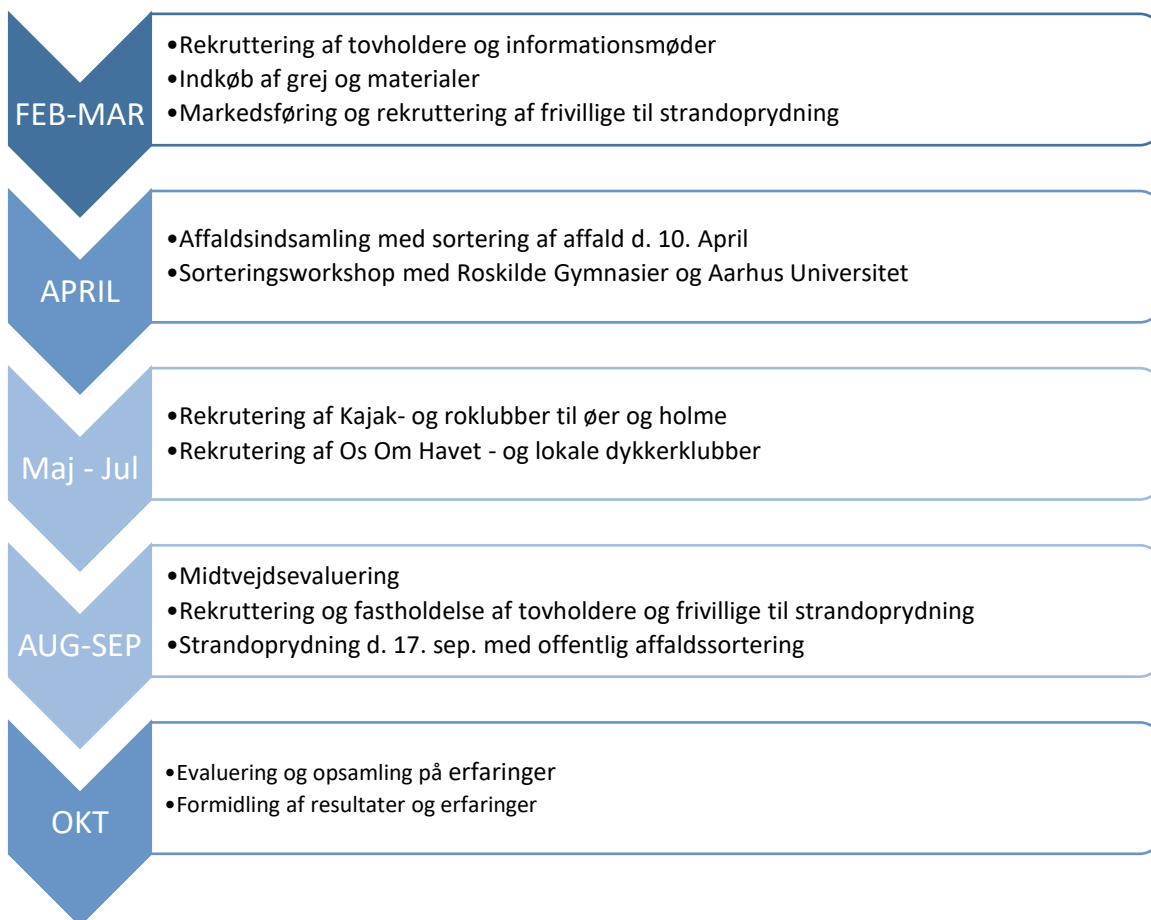 FEB-MAR
•Rekruttering af tovholdere og informationsmøder
•Indkøb af grej og materialer
•Markedsføring og rekruttering af frivillige til strandoprydning
APRIL
•Affaldsindsamling med sortering af affald d. 10. April
•Sorteringsworkshop med Roskilde Gymnasier og Aarhus Universitet
Maj - Jul
•Rekrutering af Kajak- og roklubber til øer og holme
•Rekrutering af Os Om Havet - og lokale dykkerklubber
AUG-SEP
•Midtvejdsevaluering
•Rekruttering og fastholdelse af tovholdere og frivillige til strandoprydning
•Strandoprydning d. 17. sep. med offentlig affaldssortering
OKT
•Evaluering og opsamling på erfaringer
•Formidling af resultater og erfaringer